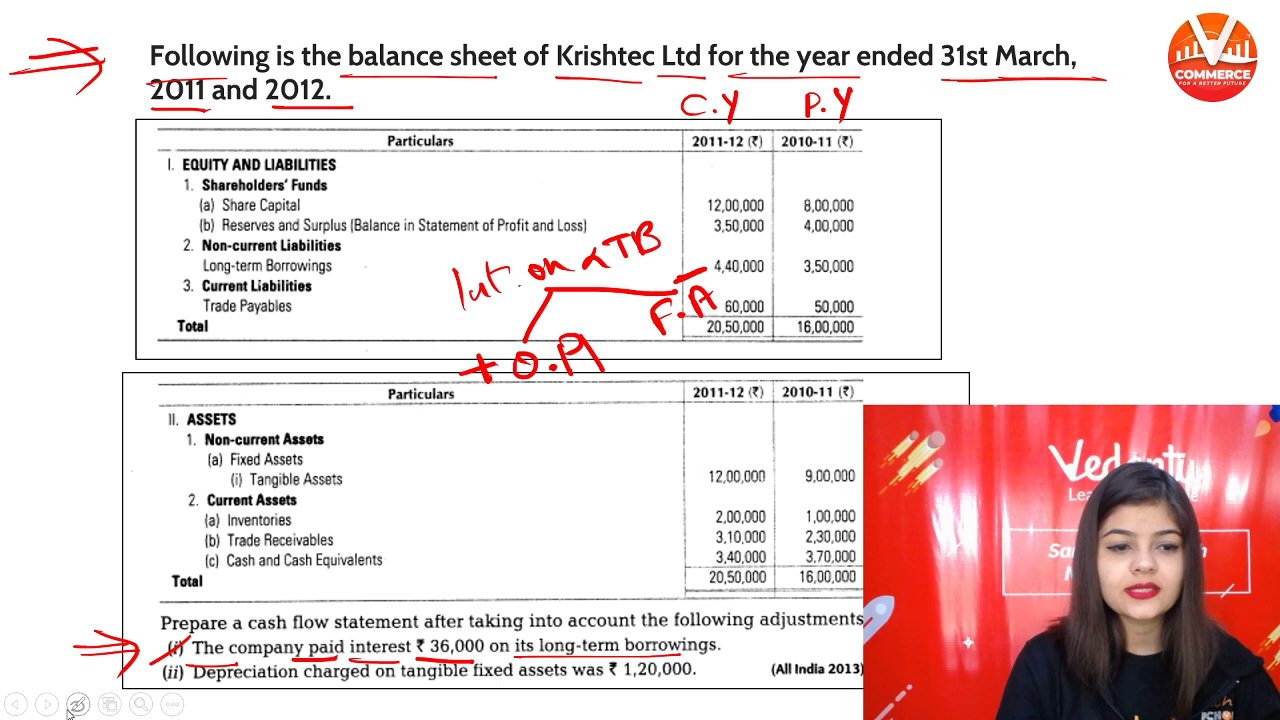 Following is the balance sheet of Krishtec Ltd for the year ended 31st March,
2011 and 2012.
COMMERCE
FOR A BETTER FUTURE
C.Y P.Y
Particulars 2011-12 (₹) 2010-11 (₹)
I. EQUITY AND LIABILITIES
1. Shareholders' Funds
(a) Share Capital 12,00,000 8,00,000
(b) Reserves and Surplus (Balance in Statement of Profit and Loss) 3,50,000 4,00,000
2. Non-current Liabilities
Long-term Borrowings 4,40,000 3,50,000
3. Current Liabilities
Trade Payables 60,000 50,000
Total 20,50,000 16,00,000
Int. on LTB
F.A
+ O.A
Particulars 2011-12 (₹) 2010-11 (₹)
II. ASSETS
1. Non-current Assets
(a) Fixed Assets
(i) Tangible Assets 12,00,000 9,00,000
2. Current Assets
(a) Inventories 2,00,000 1,00,000
(b) Trade Receivables 3,10,000 2,30,000
(c) Cash and Cash Equivalents 3,40,000 3,70,000
Total 20,50,000 16,00,000
Prepare a cash flow statement after taking into account the following adjustments
(i) The company paid interest ₹ 36,000 on its long-term borrowings.
(ii) Depreciation charged on tangible fixed assets was ₹ 1,20,000. (All India 2013)